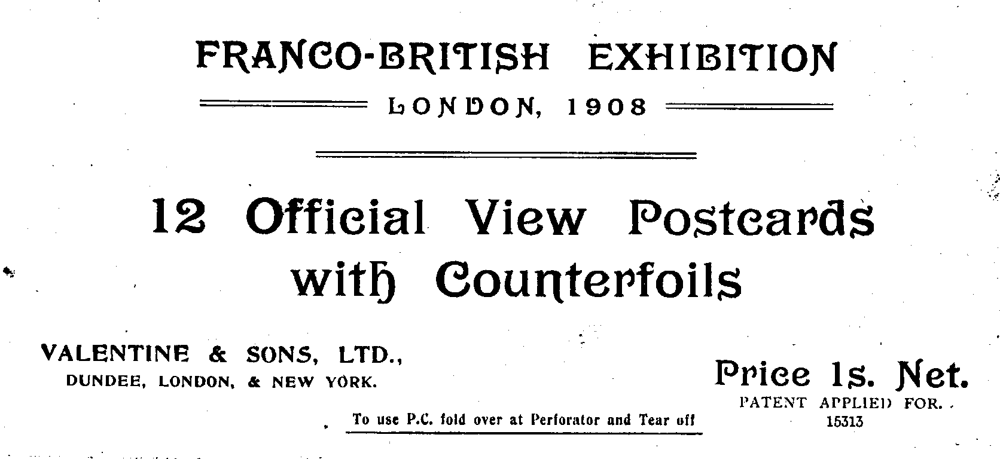 FRANCO-BRITISH EXHIBITION
LONDON, 1908
12 Official View Postcards
with Counterfoils
VALENTINE & SONS, LTD.,
DUNDEE, LONDON, & NEW YORK.
Price 1s. Net.
PATENT APPLIED FOR.
15313
To use P.C. fold over at Perforator and Tear off